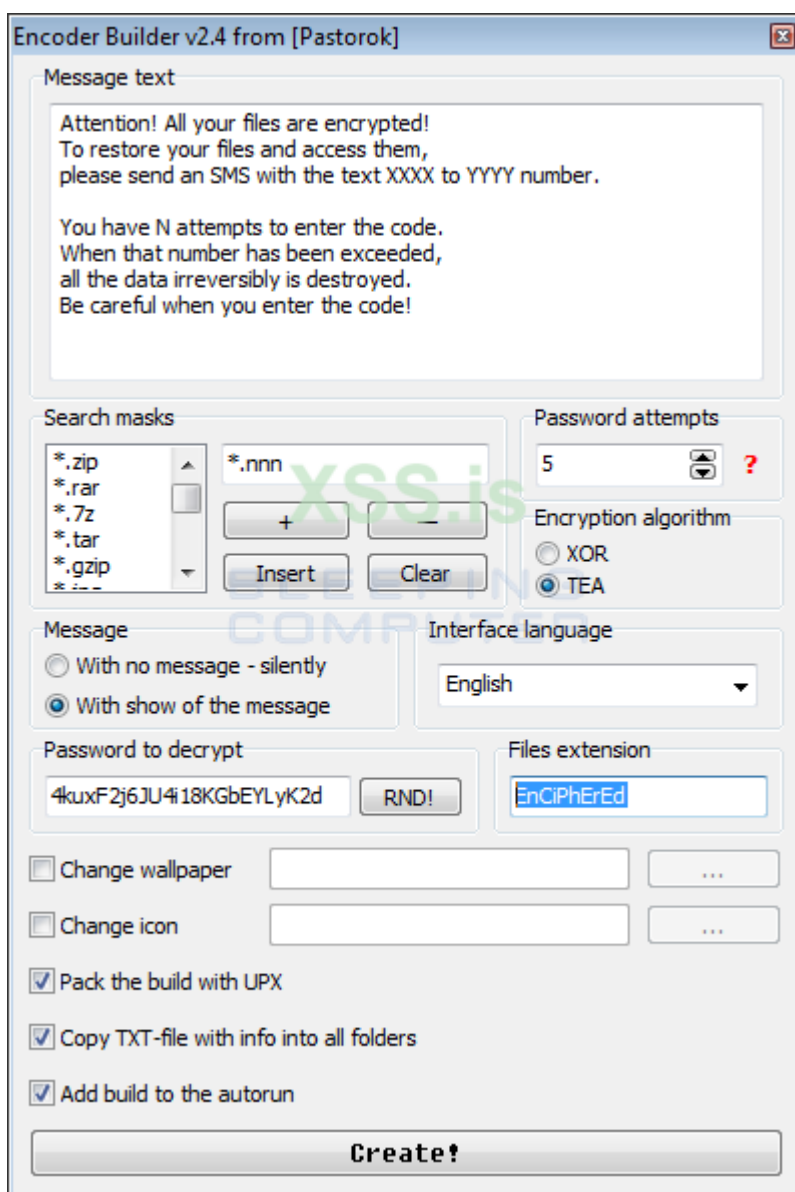 Encoder Builder v2.4 from [Pastorok]
Message text
Attention! All your files are encrypted!
To restore your files and access them,
please send an SMS with the text XXXX to YYYY number.
You have N attempts to enter the code.
When that number has been exceeded,
all the data irreversibly is destroyed.
Be careful when you enter the code!
Search masks
*.zip
*.rar
*.7z
*.tar
*.gzip
*.nnn
+
—
Insert
Clear
Password attempts
5
?
Encryption algorithm
XOR
TEA
XSS.is
BLEEPING
COMPUTER
Message
With no message - silently
With show of the message
Interface language
English
Password to decrypt
4kuxF2j6JU4i18KGbEYLyK2d
RND!
Files extension
EnCiPhErEd
Change wallpaper
...
Change icon
...
Pack the build with UPX
Copy TXT-file with info into all folders
Add build to the autorun
Create!